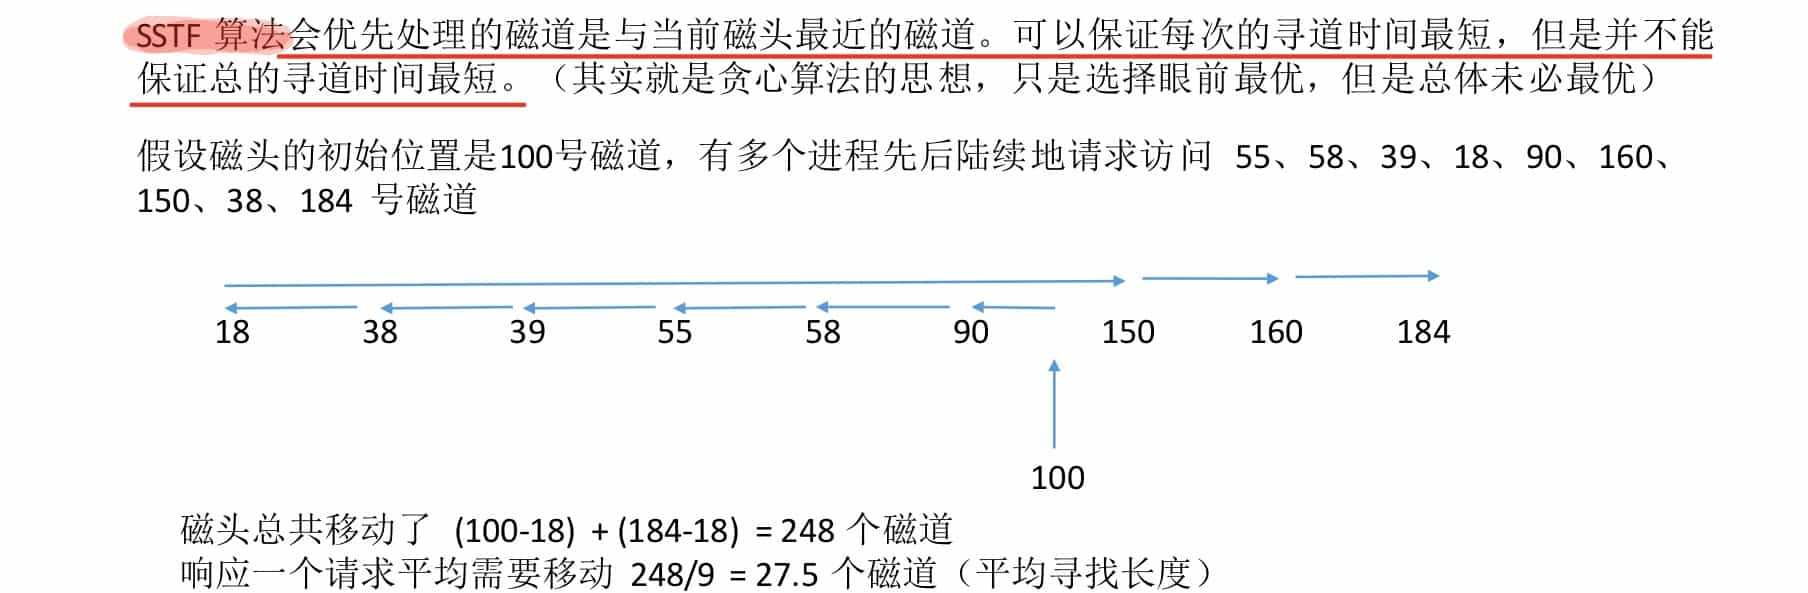 SSTF 算法会优先处理的磁道是与当前磁头最近的磁道。可以保证每次的寻道时间最短，但是并不能
保证总的寻道时间最短。（其实就是贪心算法的思想，只是选择眼前最优，但是总体未必最优）
假设磁头的初始位置是100号磁道，有多个进程先后陆续地请求访问 55、58、39、18、90、160、
150、38、184 号磁道
18 38 39 55 58 90 150 160 184
100
磁头总共移动了 (100-18) + (184-18) = 248 个磁道
响应一个请求平均需要移动 248/9 = 27.5 个磁道（平均寻找长度）